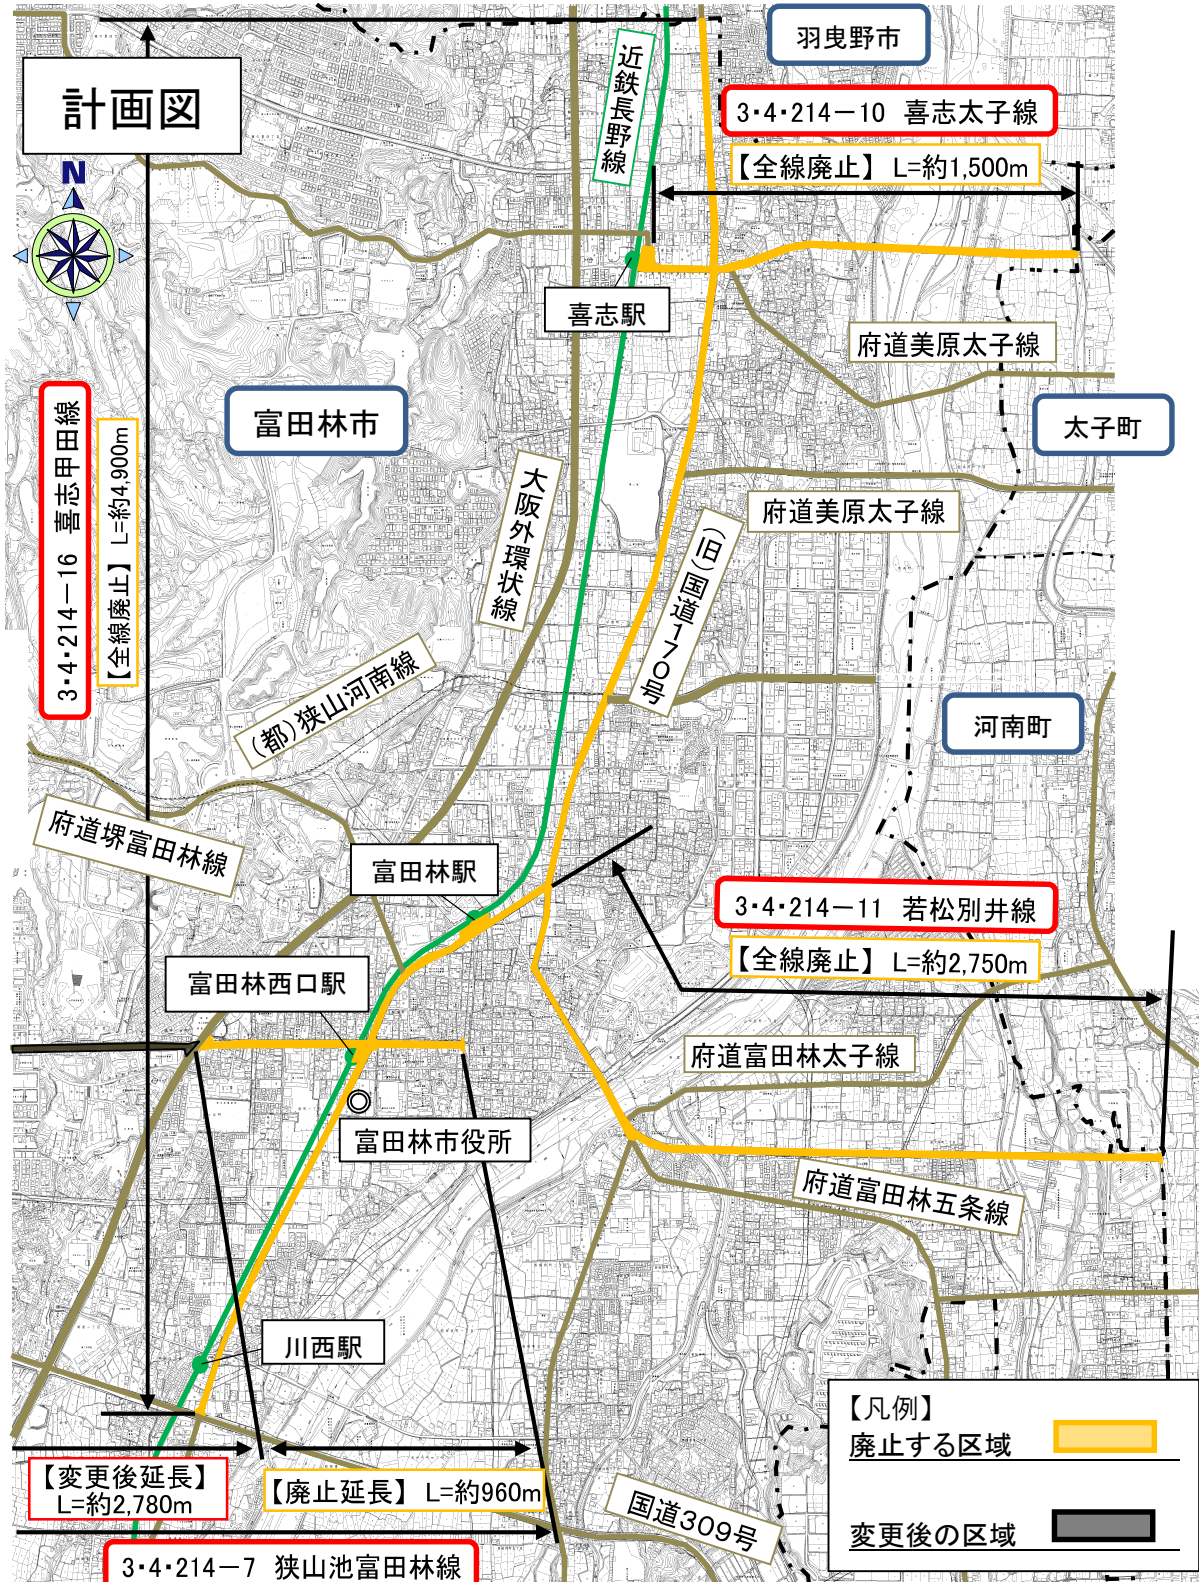 計画図
N
羽曳野市
近鉄長野線
3・4・214－10 喜志太子線
【全線廃止】 L=約1,500m
喜志駅
府道美原太子線
3・4・214－16 喜志甲田線
【全線廃止】 L=約4,900m
富田林市
太子町
大阪外環状線
府道美原太子線
(旧)国道170号
(都)狭山河南線
河南町
府道堺富田林線
富田林駅
3・4・214－11 若松別井線
【全線廃止】 L=約2,750m
富田林西口駅
府道富田林太子線
富田林市役所
府道富田林五条線
川西駅
【変更後延長】
L=約2,780m
【廃止延長】 L=約960m
国道309号
3・4・214－7 狭山池富田林線
【凡例】
廃止する区域
変更後の区域